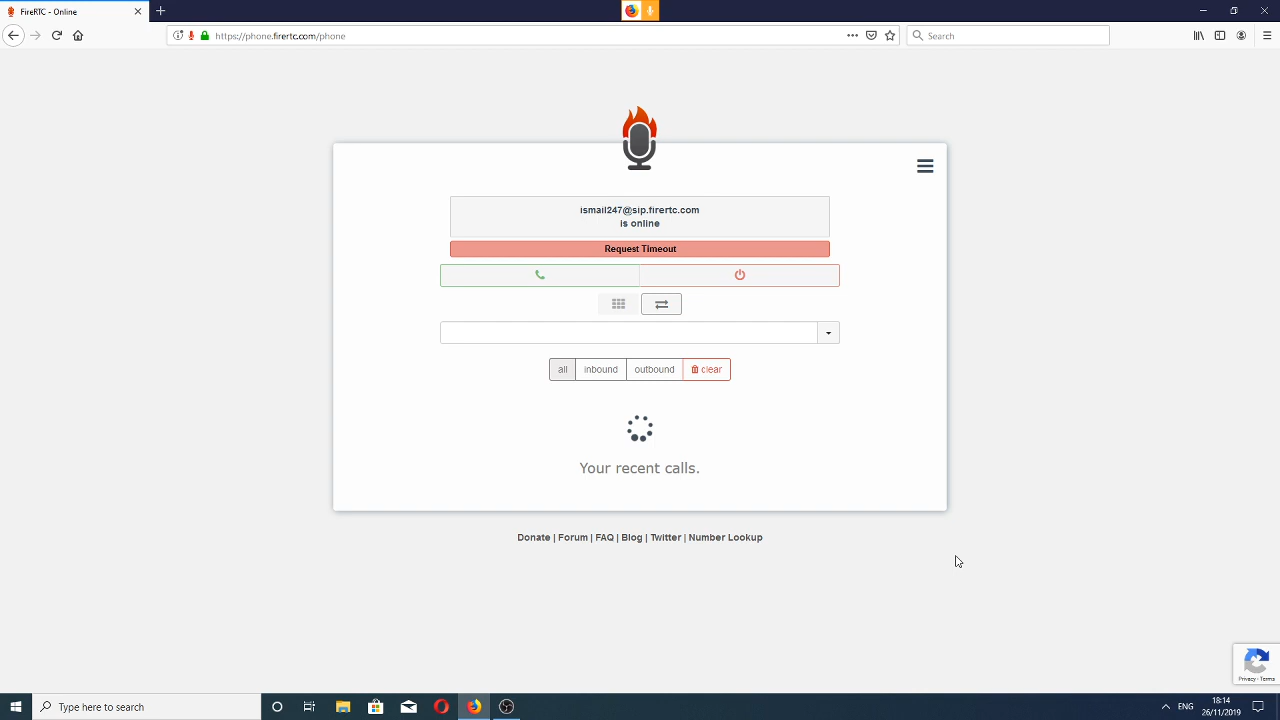 FireRTC - Online
https://phone.firertc.com/phone
Search
ismail247@sip.firertc.com
is online
Request Timeout
all inbound outbound clear
Your recent calls.
Donate | Forum | FAQ | Blog | Twitter | Number Lookup
Privacy - Terms
Type here to search
ENG
18:14
26/11/2019